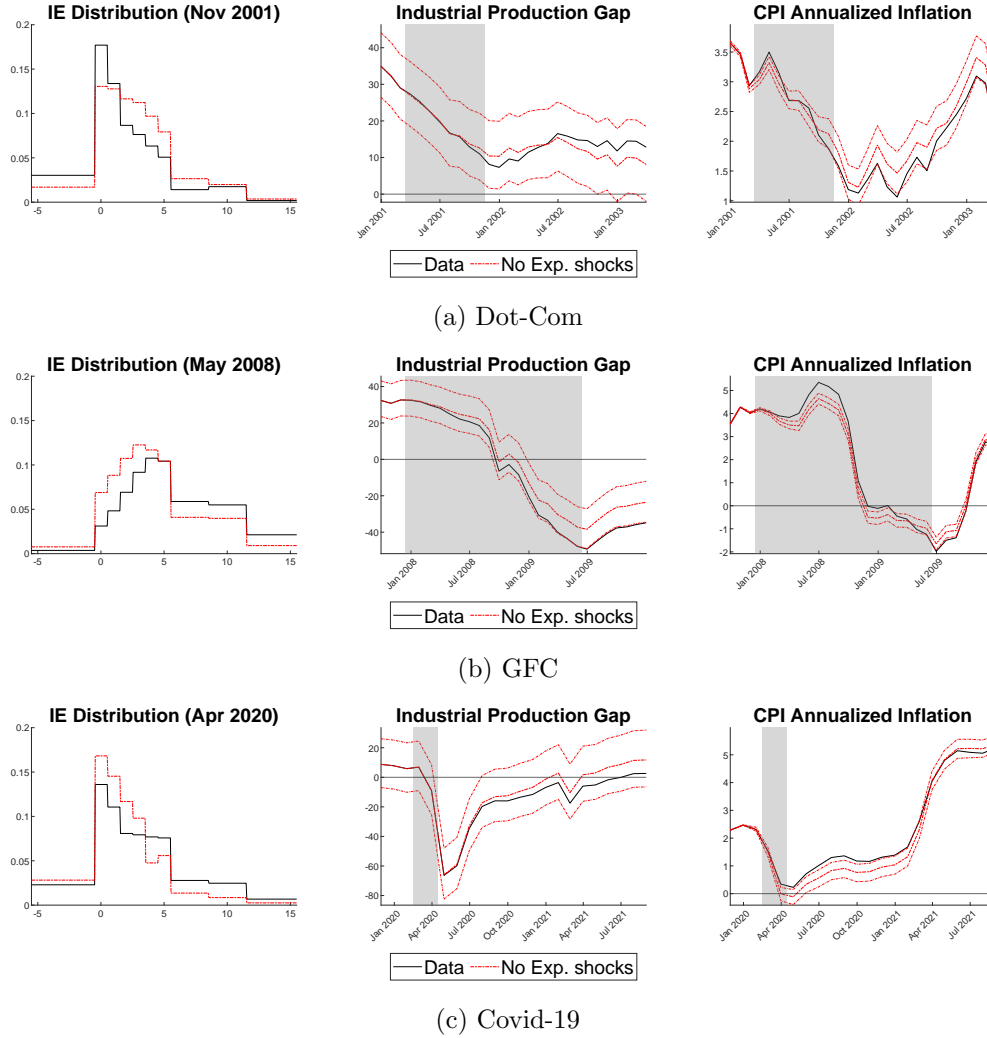 IE Distribution (Nov 2001)
0.2
0.15
0.1
0.05
0
-5 0 5 10 15
Industrial Production Gap
40
30
20
10
0
Jan 2001 Jul 2001 Jan 2002 Jul 2002 Jan 2003
CPI Annualized Inflation
3.5
3
2.5
2
1.5
1
Jan 2001 Jul 2001 Jan 2002 Jul 2002 Jan 2003
Data No Exp. shocks
(a) Dot-Com
IE Distribution (May 2008)
0.2
0.15
0.1
0.05
0
-5 0 5 10 15
Industrial Production Gap
40
20
0
-20
-40
Jan 2008 Jul 2008 Jan 2009 Jul 2009
CPI Annualized Inflation
5
4
3
2
1
0
-1
-2
Jan 2008 Jul 2008 Jan 2009 Jul 2009
Data No Exp. shocks
(b) GFC
IE Distribution (Apr 2020)
0.2
0.15
0.1
0.05
0
-5 0 5 10 15
Industrial Production Gap
20
0
-20
-40
-60
-80
Jan 2020 Apr 2020 Jul 2020 Oct 2020 Jan 2021 Apr 2021 Jul 2021
CPI Annualized Inflation
5
4
3
2
1
0
Jan 2020 Apr 2020 Jul 2020 Oct 2020 Jan 2021 Apr 2021 Jul 2021
Data No Exp. shocks
(c) Covid-19